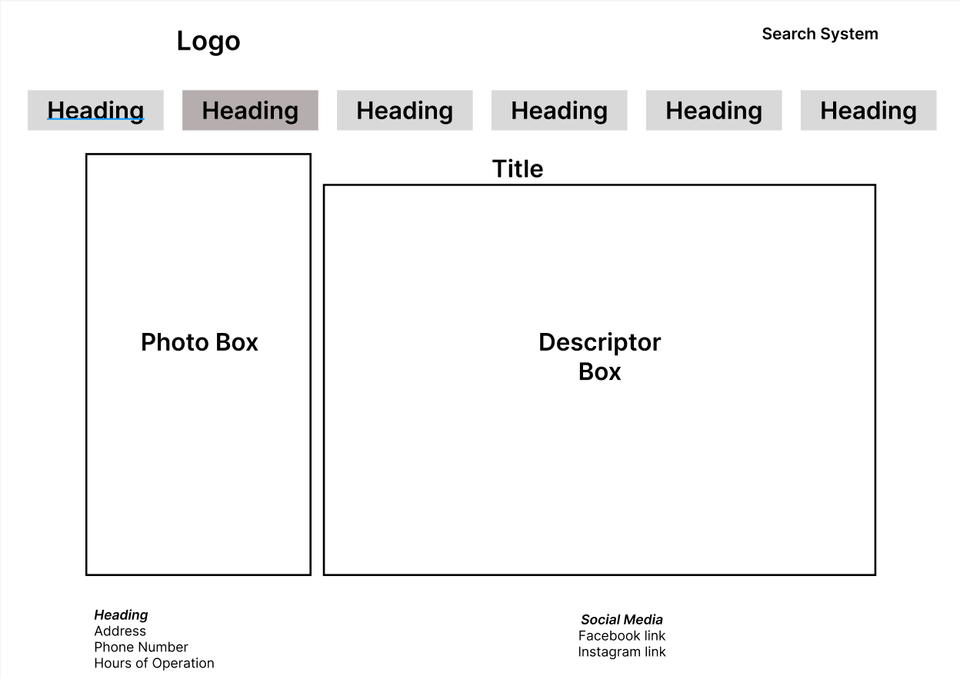 Logo
Search System
Heading
Heading
Heading
Heading
Heading
Heading
Title
Photo Box
Descriptor
Box
Heading
Address
Phone Number
Hours of Operation
Social Media
Facebook link
Instagram link